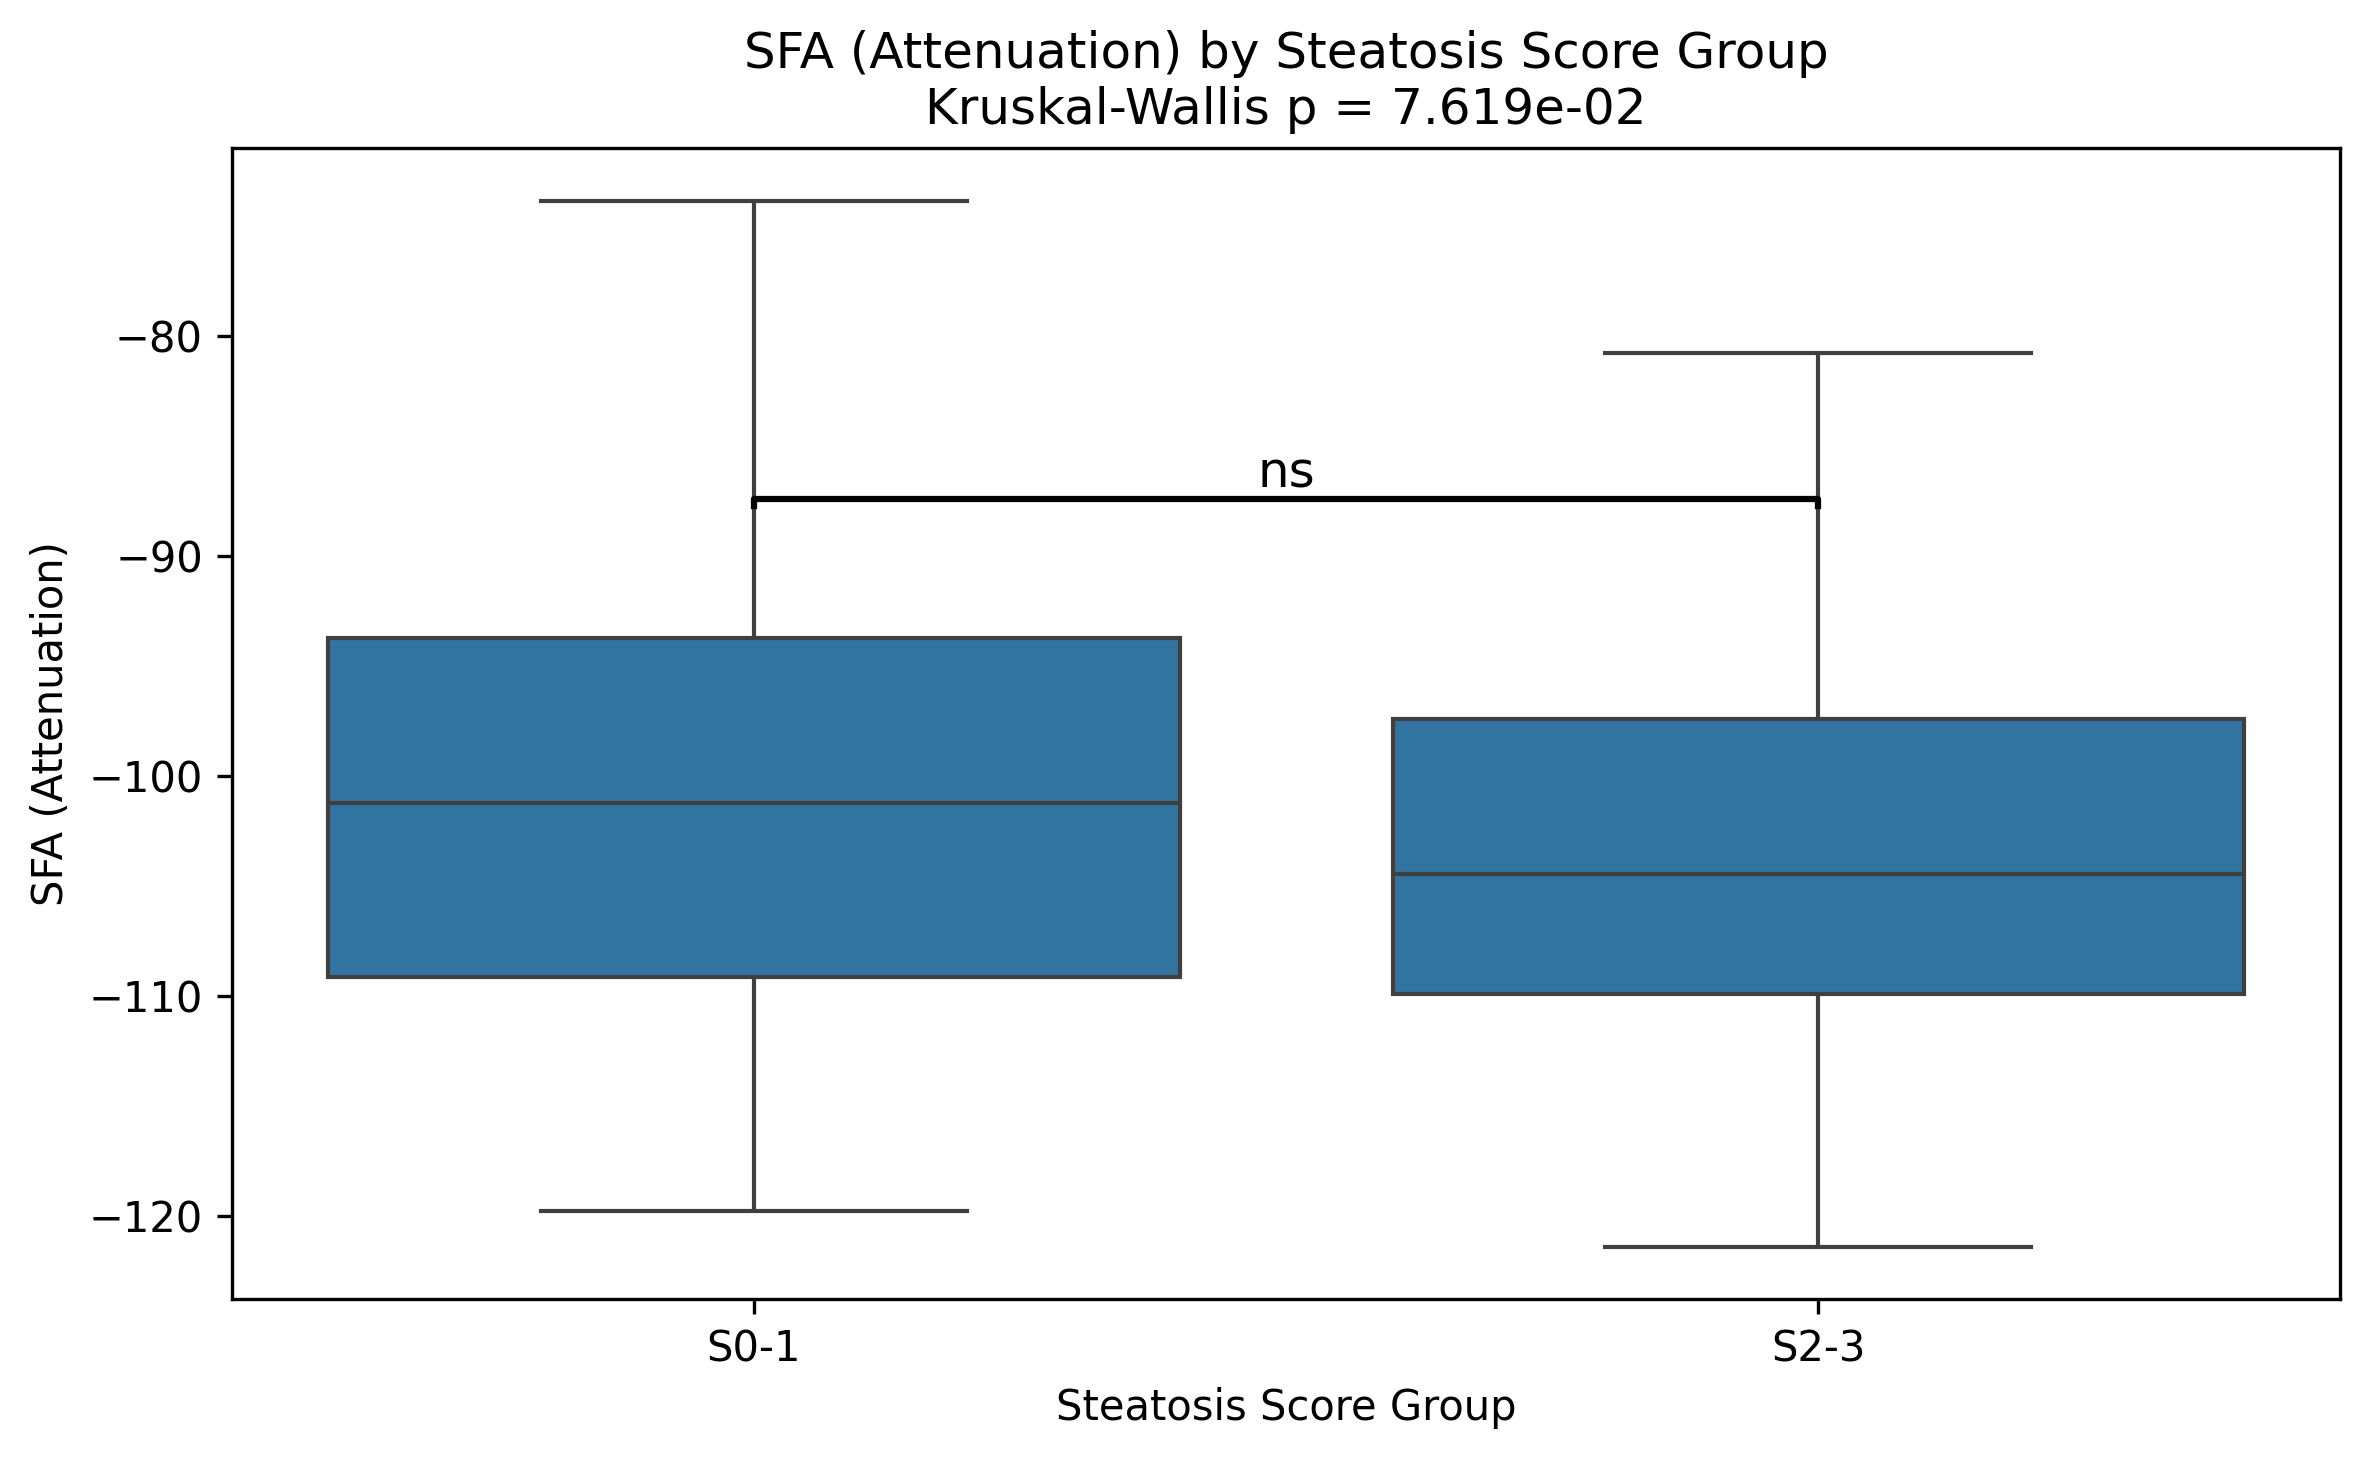 SFA (Attenuation) by Steatosis Score Group
Kruskal-Wallis p = 7.619e-02
SFA (Attenuation)
−80
−90
−100
−110
−120
ns
S0-1
S2-3
Steatosis Score Group